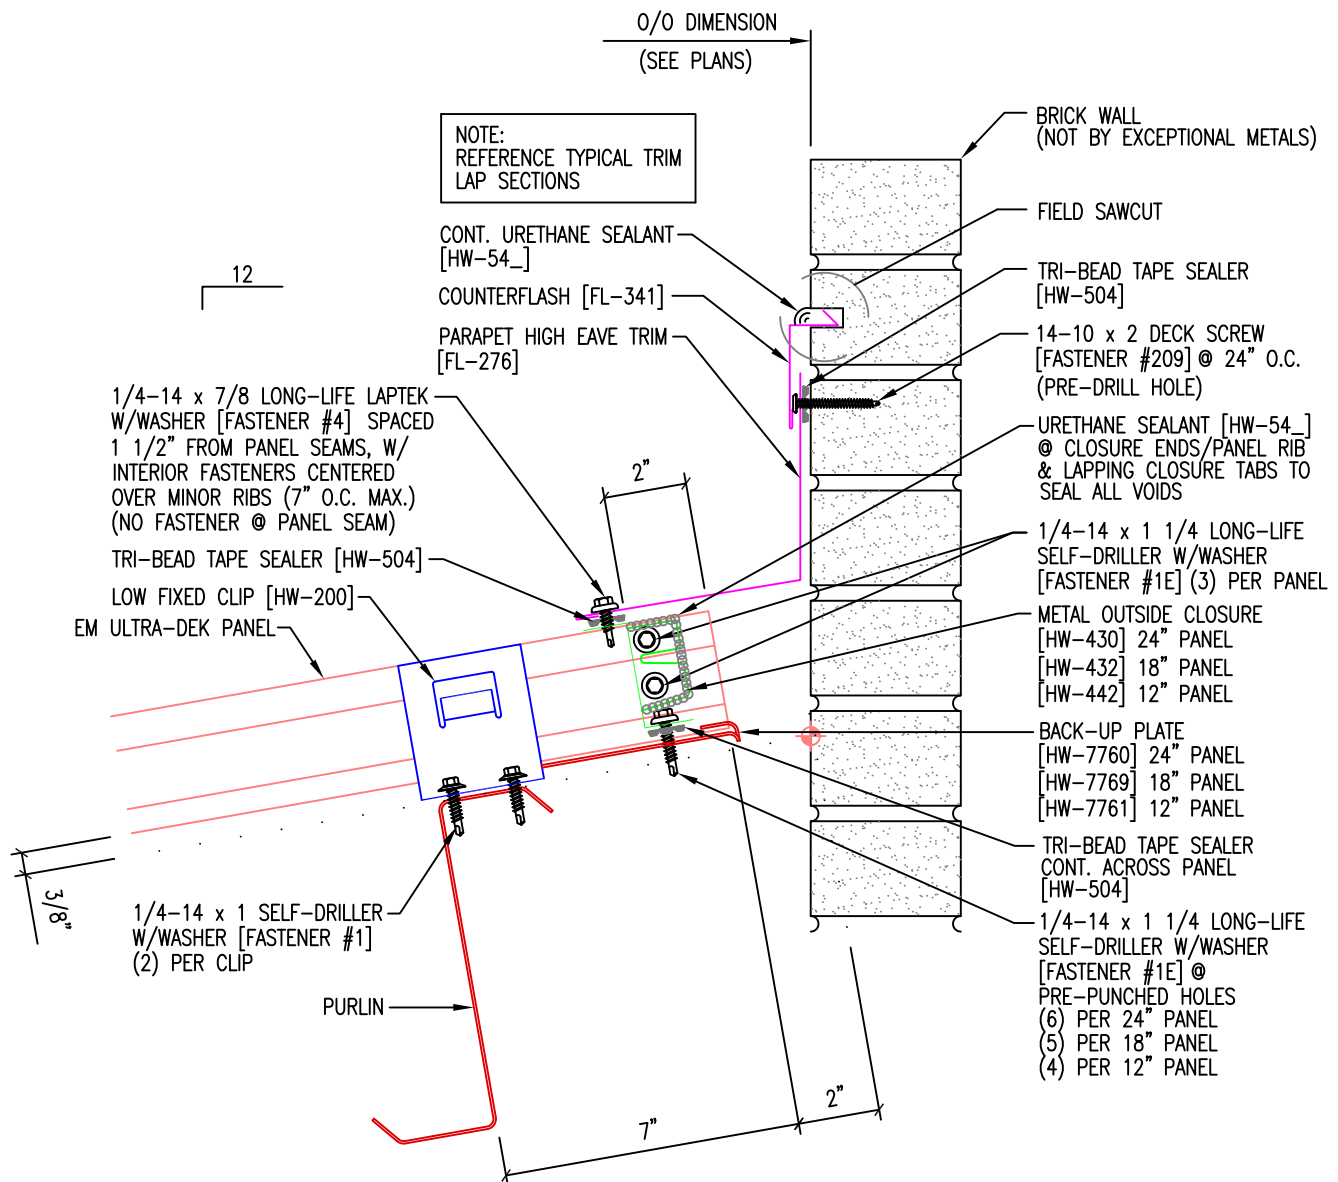 O/O DIMENSION
(SEE PLANS)
NOTE:
REFERENCE TYPICAL TRIM
LAP SECTIONS
12
CONT. URETHANE SEALANT
[HW-54_]
COUNTERFLASH [FL-341]
PARAPET HIGH EAVE TRIM
[FL-276]
1/4-14 x 7/8 LONG-LIFE LAPTEK
W/WASHER [FASTENER #4] SPACED
1 1/2" FROM PANEL SEAMS, W/
INTERIOR FASTENERS CENTERED
OVER MINOR RIBS (7" O.C. MAX.)
(NO FASTENER @ PANEL SEAM)
TRI-BEAD TAPE SEALER [HW-504]
LOW FIXED CLIP [HW-200]
EM ULTRA-DEK PANEL
2"
3/8"
1/4-14 x 1 SELF-DRILLER
W/WASHER [FASTENER #1]
(2) PER CLIP
PURLIN
7"
2"
BRICK WALL
(NOT BY EXCEPTIONAL METALS)
FIELD SAWCUT
TRI-BEAD TAPE SEALER
[HW-504]
14-10 x 2 DECK SCREW
[FASTENER #209] @ 24" O.C.
(PRE-DRILL HOLE)
URETHANE SEALANT [HW-54_]
@ CLOSURE ENDS/PANEL RIB
& LAPPING CLOSURE TABS TO
SEAL ALL VOIDS
1/4-14 x 1 1/4 LONG-LIFE
SELF-DRILLER W/WASHER
[FASTENER #1E] (3) PER PANEL
METAL OUTSIDE CLOSURE
[HW-430] 24" PANEL
[HW-432] 18" PANEL
[HW-442] 12" PANEL
BACK-UP PLATE
[HW-7760] 24" PANEL
[HW-7769] 18" PANEL
[HW-7761] 12" PANEL
TRI-BEAD TAPE SEALER
CONT. ACROSS PANEL
[HW-504]
1/4-14 x 1 1/4 LONG-LIFE
SELF-DRILLER W/WASHER
[FASTENER #1E] @
PRE-PUNCHED HOLES
(6) PER 24" PANEL
(5) PER 18" PANEL
(4) PER 12" PANEL